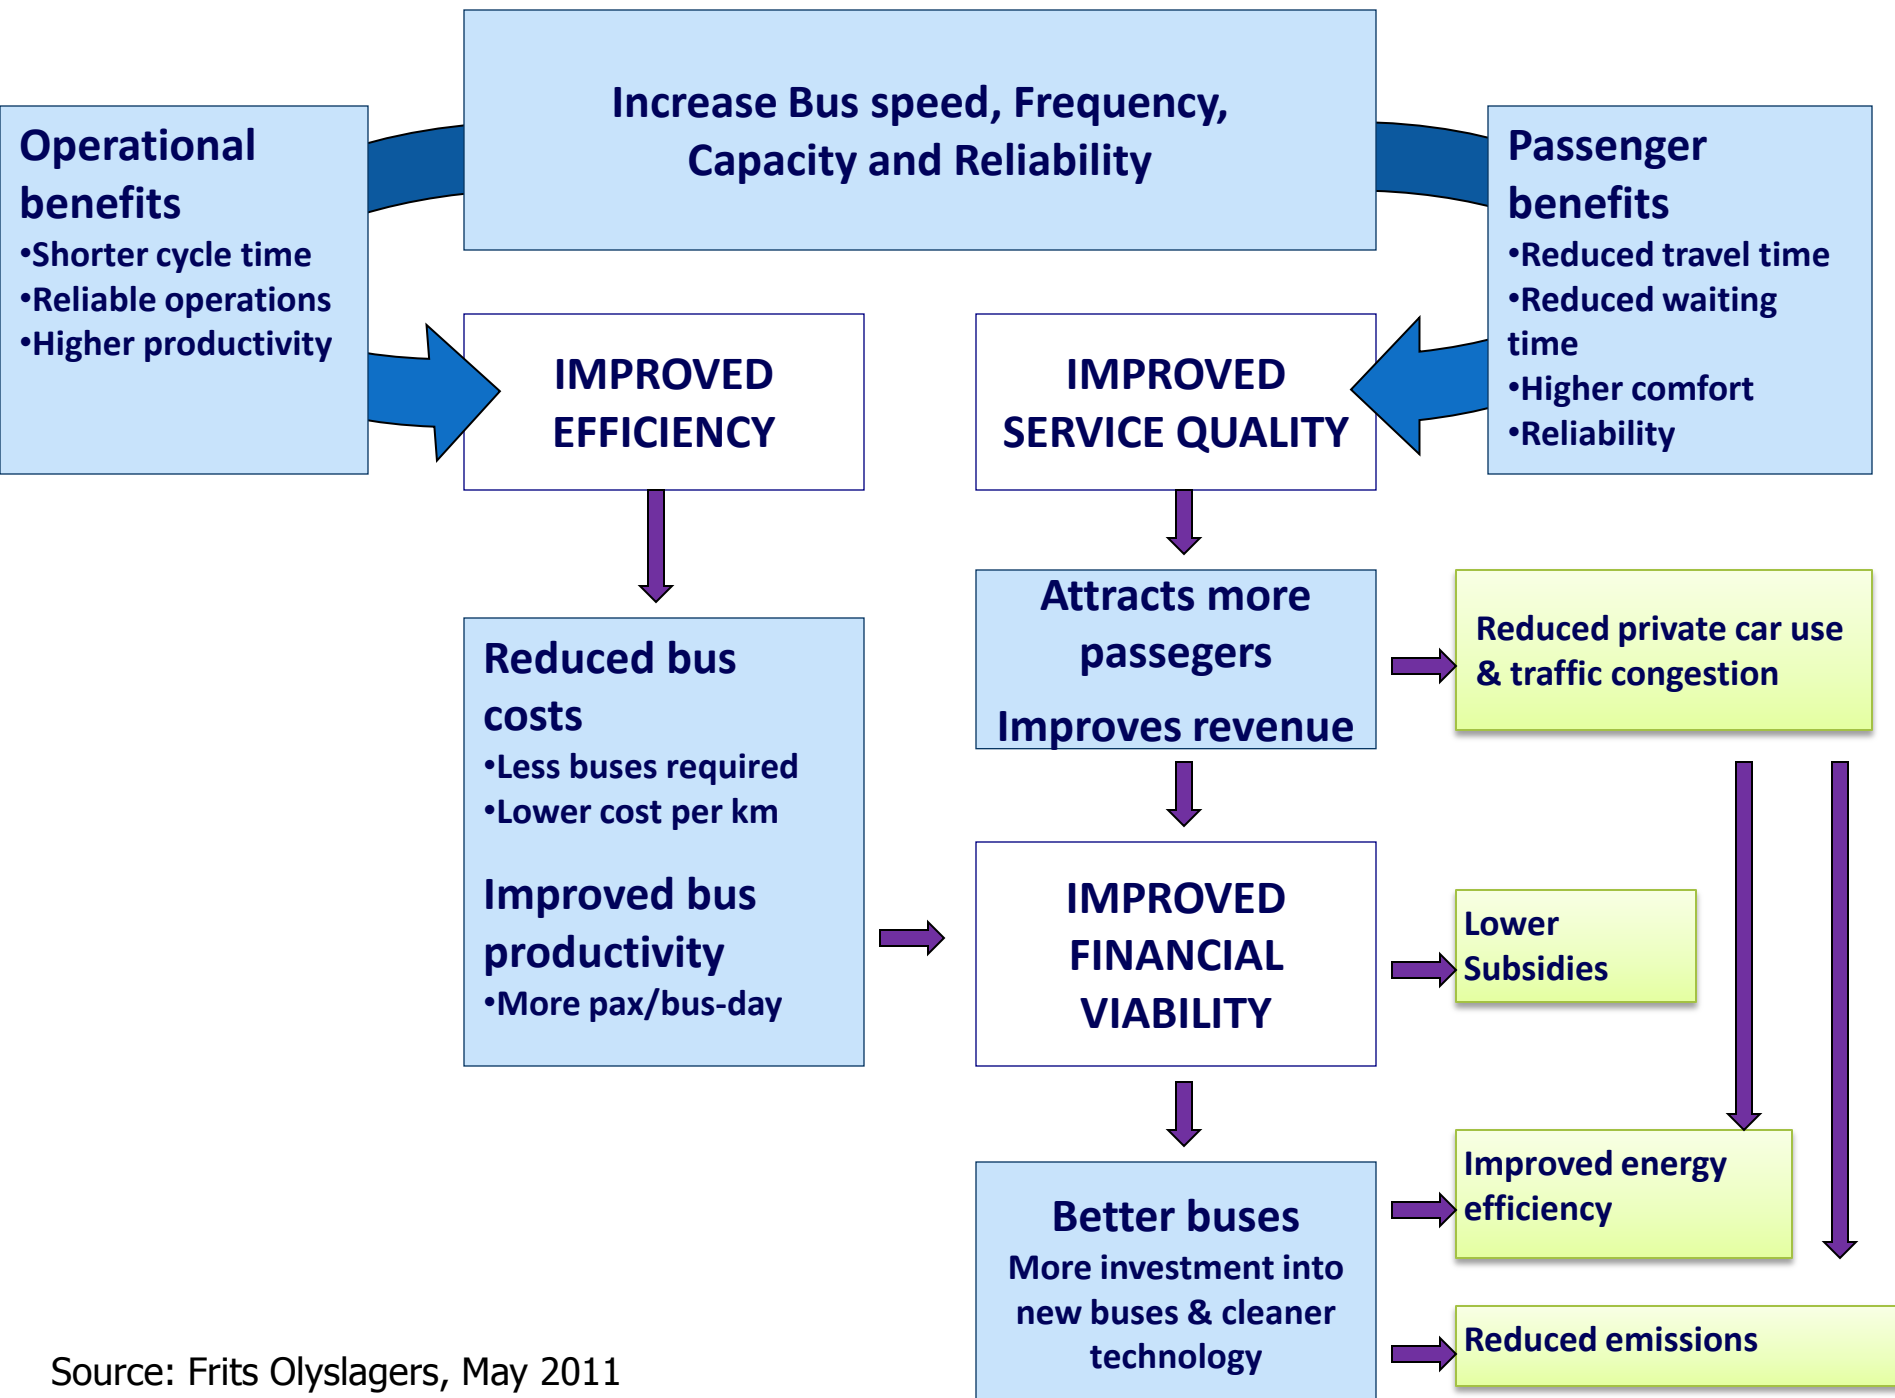 Increase Bus speed, Frequency,
Capacity and Reliability
Operational
benefits
•Shorter cycle time
•Reliable operations
•Higher productivity
Passenger
benefits
•Reduced travel time
•Reduced waiting
time
•Higher comfort
•Reliability
IMPROVED
EFFICIENCY
IMPROVED
SERVICE QUALITY
Reduced bus
costs
•Less buses required
•Lower cost per km
Improved bus
productivity
•More pax/bus-day
Attracts more
passegers
Improves revenue
Reduced private car use
& traffic congestion
IMPROVED
FINANCIAL
VIABILITY
Lower
Subsidies
Better buses
More investment into
new buses & cleaner
technology
Improved energy
efficiency
Reduced emissions
Source: Frits Olyslagers, May 2011